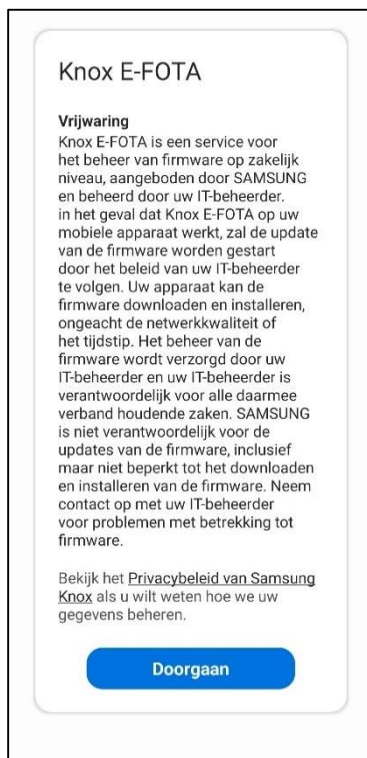 Knox E-FOTA
Vrijwaring
Knox E-FOTA is een service voor
het beheer van firmware op zakelijk
niveau, aangeboden door SAMSUNG
en beheerd door uw IT-beheerder.
in het geval dat Knox E-FOTA op uw
mobiele apparaat werkt, zal de update
van de firmware worden gestart
door het beleid van uw IT-beheerder
te volgen. Uw apparaat kan de
firmware downloaden en installeren,
ongeacht de netwerkkwaliteit of
het tijdstip. Het beheer van de
firmware wordt verzorgd door uw
IT-beheerder en uw IT-beheerder is
verantwoordelijk voor alle daarmee
verband houdende zaken. SAMSUNG
is niet verantwoordelijk voor de
updates van de firmware, inclusief
maar niet beperkt tot het downloaden
en installeren van de firmware. Neem
contact op met uw IT-beheerder
voor problemen met betrekking tot
firmware.
Bekijk het Privacybeleid van Samsung
Knox als u wilt weten hoe we uw
gegevens beheren.
Doorgaan